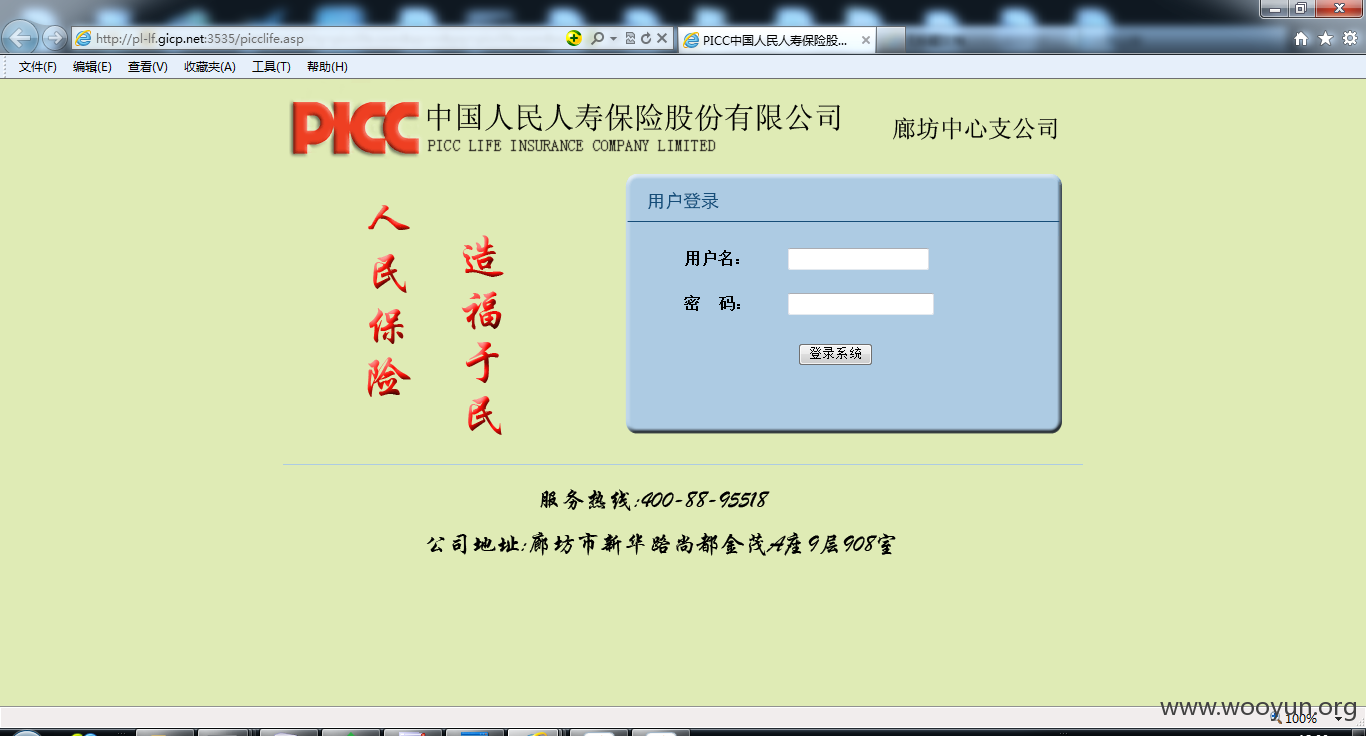 http://pl-lf.gicp.net:3535/picclife.asp
PICC中国人民人寿保险股...
文件(F) 编辑(E) 查看(V) 收藏夹(A) 工具(T) 帮助(H)
PICC 中国人民人寿保险股份有限公司 廊坊中心支公司
PICC LIFE INSURANCE COMPANY LIMITED
人民保险
造福于民
用户登录
用户名：
密 码：
登录系统
服务热线:400-88-95518
公司地址:廊坊市新华路尚都金茂A座9层908室
www.wooyun.org
100%